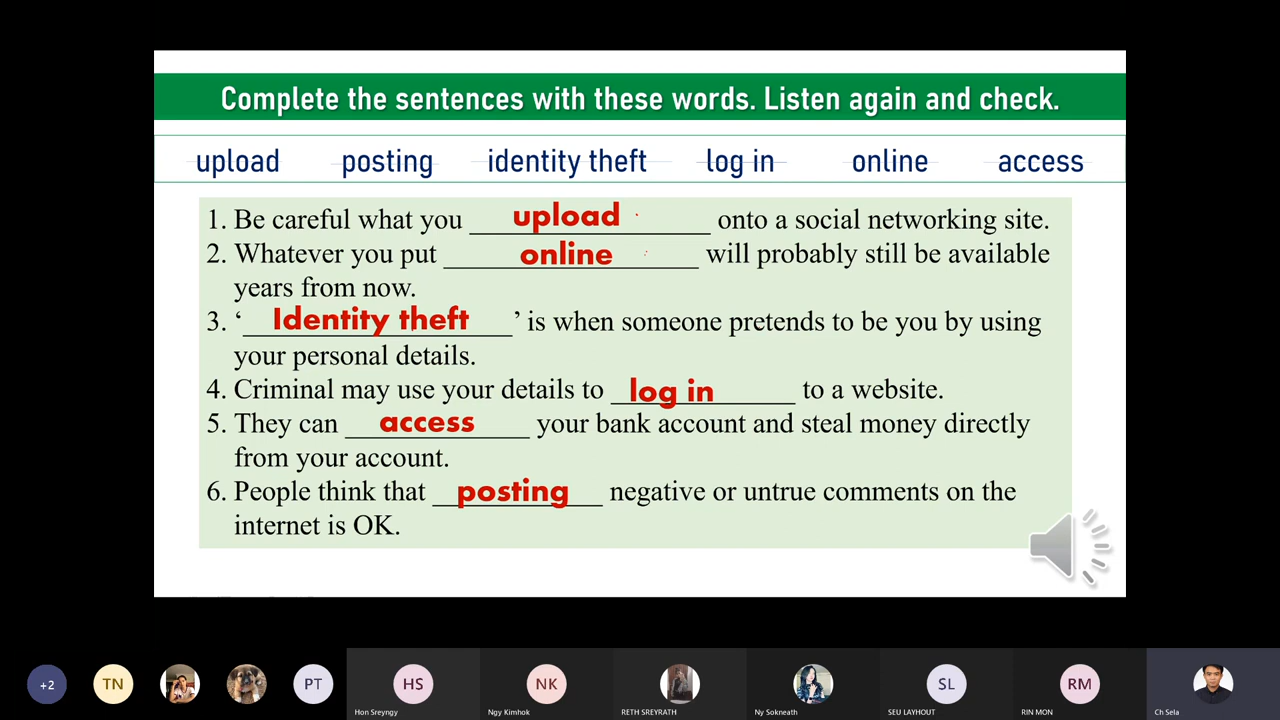 Complete the sentences with these words. Listen again and check.
upload posting identity theft log in online access
1. Be careful what you upload onto a social networking site.
2. Whatever you put online will probably still be available
years from now.
3. ‘Identity theft’ is when someone pretends to be you by using
your personal details.
4. Criminal may use your details to log in to a website.
5. They can access your bank account and steal money directly
from your account.
6. People think that posting negative or untrue comments on the
internet is OK.
+2 TN PT HS NK SL RM
Hon Sreyngy Ngy Kimhok RETH SREYRATH Ny Sokneath SEU LAYHOUT RIN MON Ch Sela